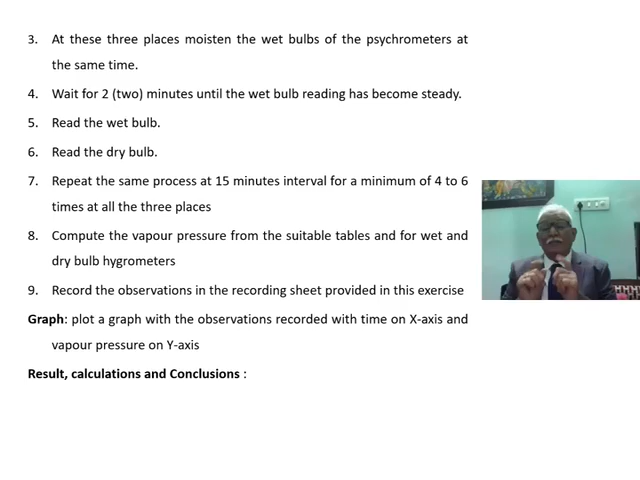 3. At these three places moisten the wet bulbs of the psychrometers at
the same time.
4. Wait for 2 (two) minutes until the wet bulb reading has become steady.
5. Read the wet bulb.
6. Read the dry bulb.
7. Repeat the same process at 15 minutes interval for a minimum of 4 to 6
times at all the three places
8. Compute the vapour pressure from the suitable tables and for wet and
dry bulb hygrometers
9. Record the observations in the recording sheet provided in this exercise
Graph: plot a graph with the observations recorded with time on X-axis and
vapour pressure on Y-axis
Result, calculations and Conclusions :